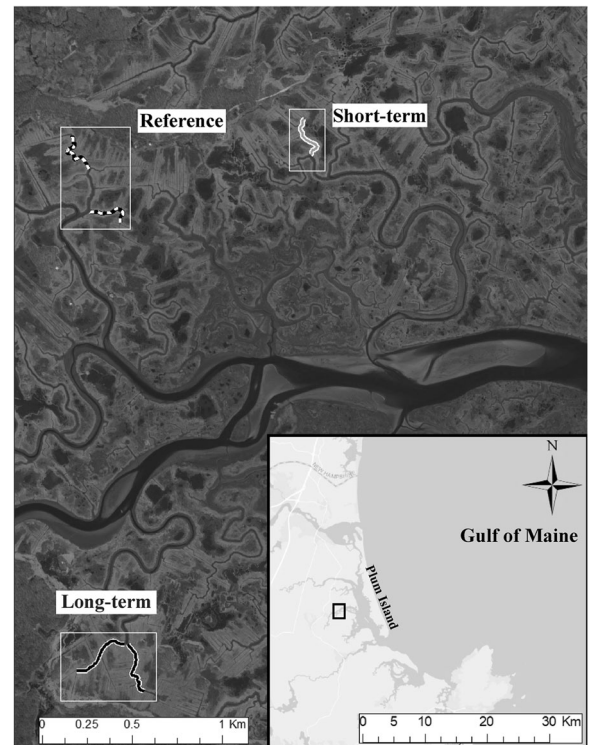 Reference
Short-term
Long-term
0 0.25 0.5 1 Km
N
Gulf of Maine
Plum Island
0 5 10 20 30 Km